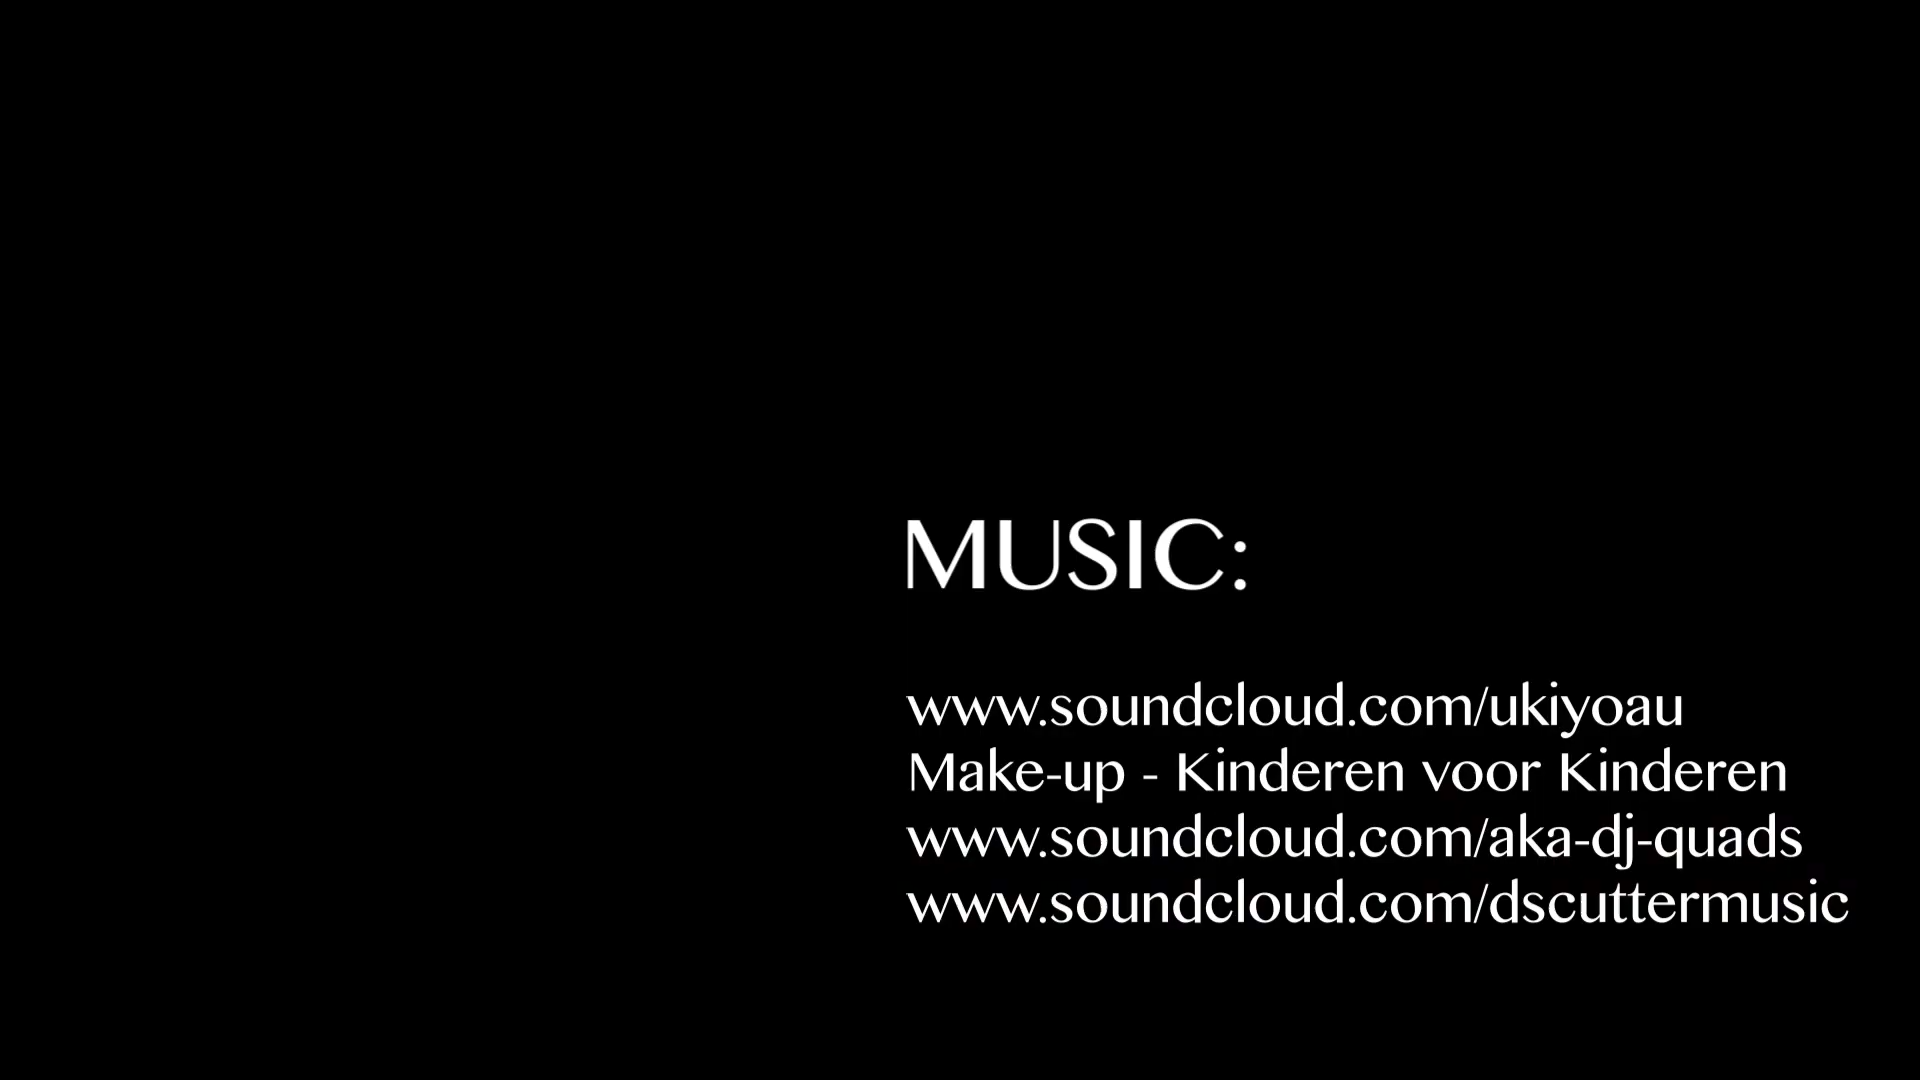 MUSIC:
www.soundcloud.com/ukiyoau
Make-up - Kinderen voor Kinderen
www.soundcloud.com/aka-dj-quads
www.soundcloud.com/dscuttermusic